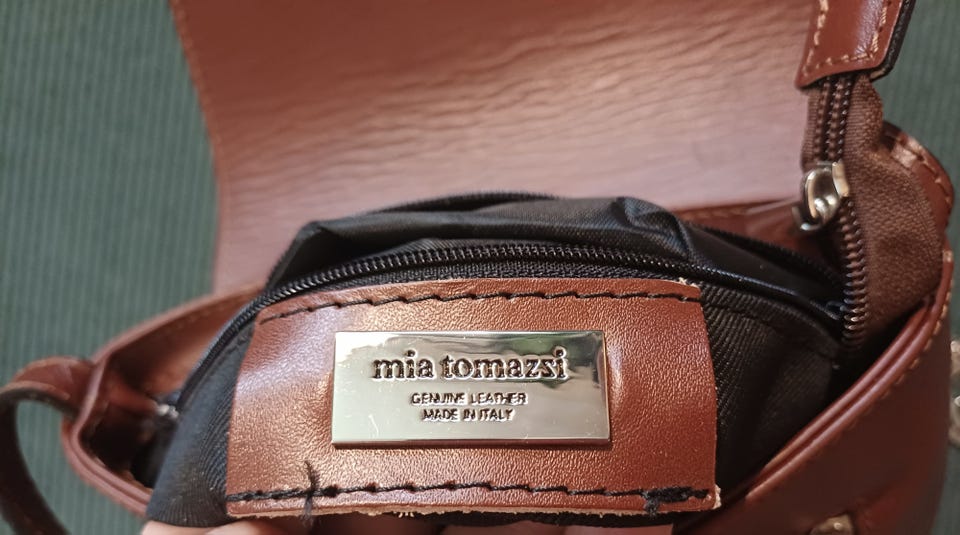 mia tomazsi
GENUINE LEATHER
MADE IN ITALY